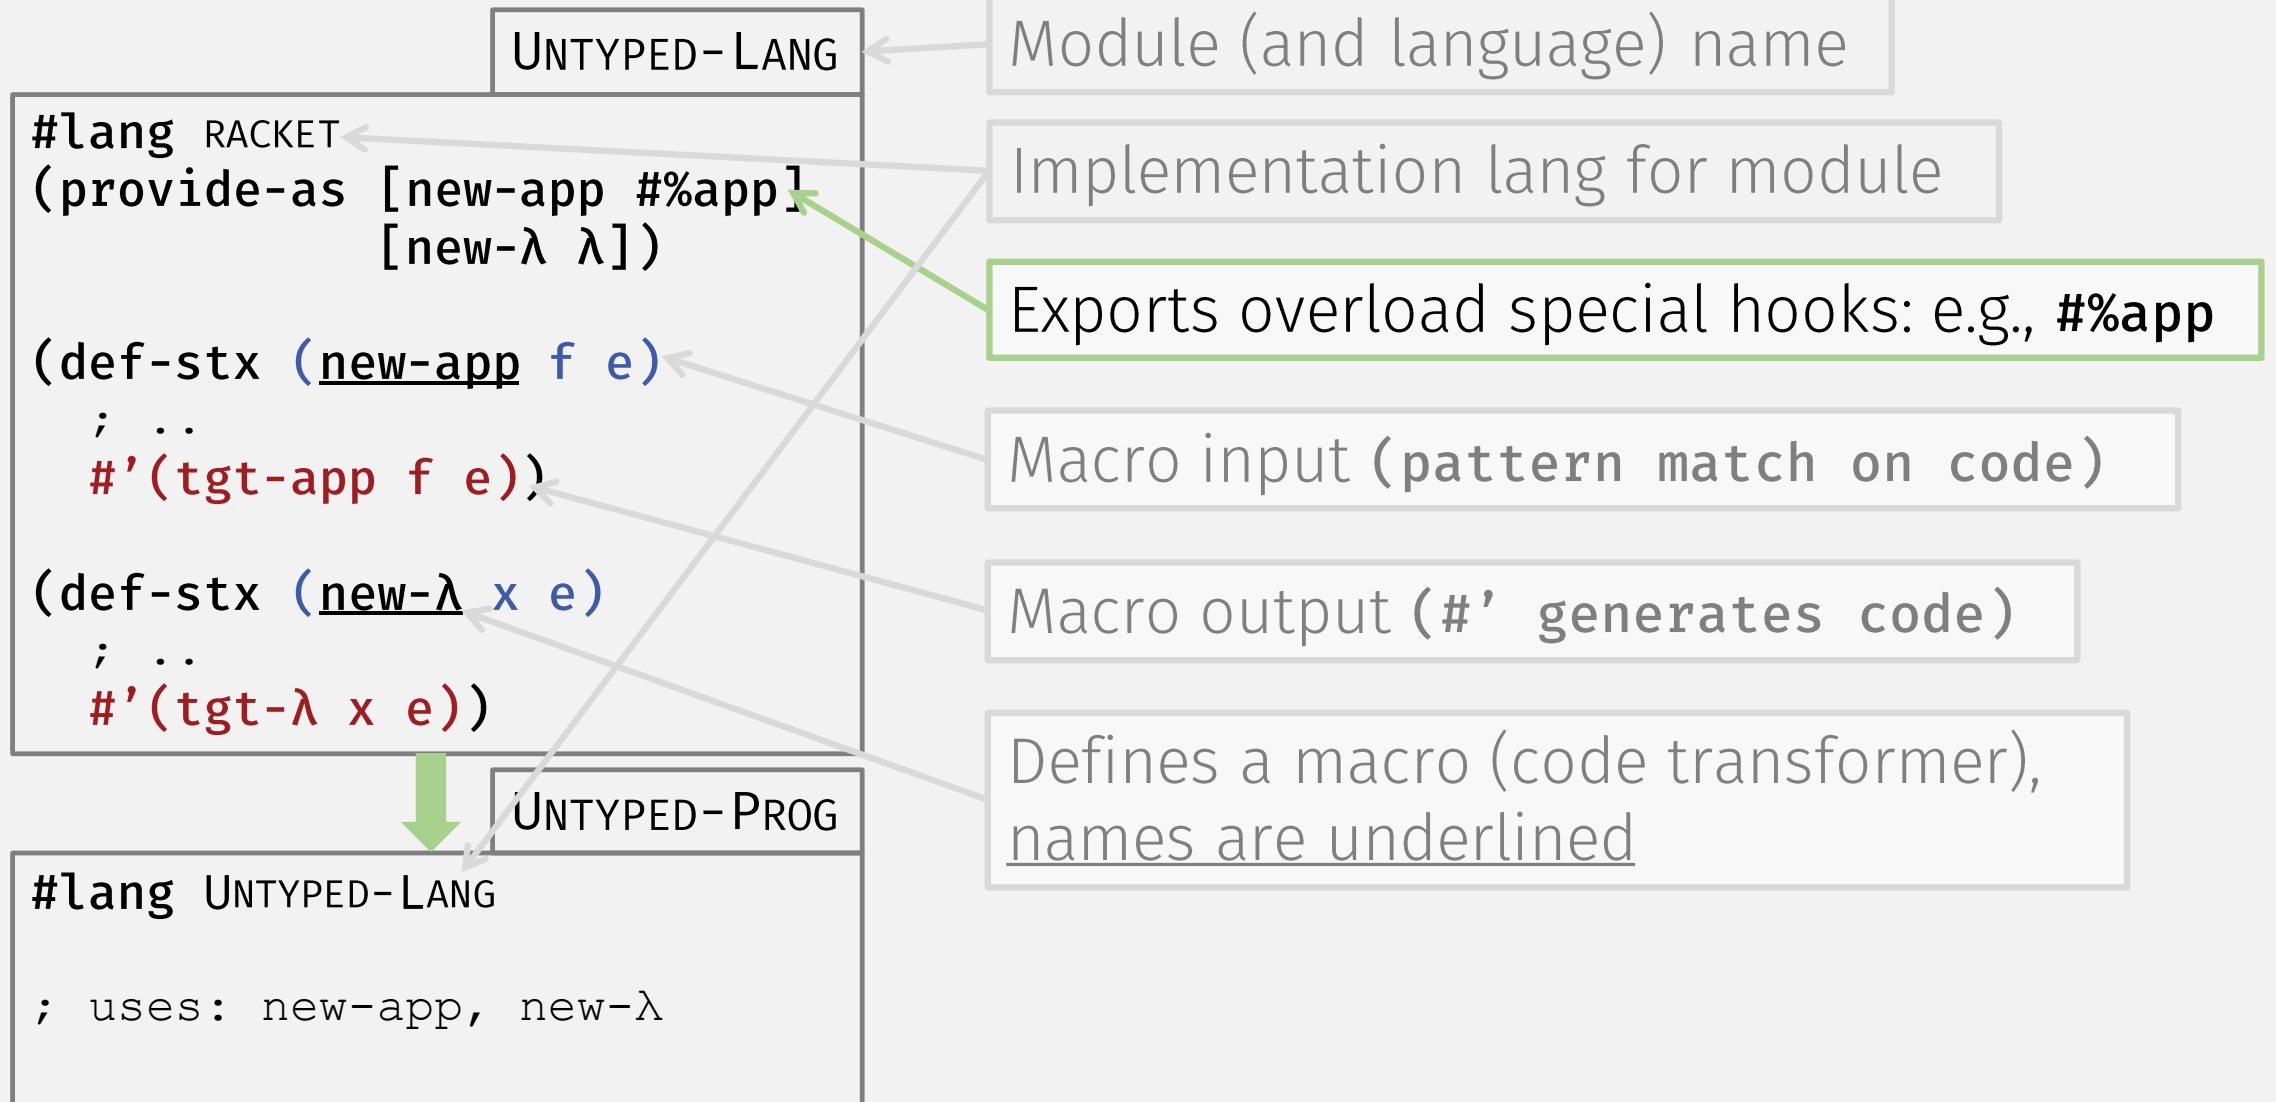 UNTYPED-LANG
#lang RACKET
(provide-as [new-app #%app]
[new-λ λ])
(def-stx (new-app f e)
; ..
#’(tgt-app f e))
(def-stx (new-λ x e)
; ..
#’(tgt-λ x e))
UNTYPED-PROG
#lang UNTYPED-LANG
; uses: new-app, new-λ
Module (and language) name
Implementation lang for module
Exports overload special hooks: e.g., #%app
Macro input (pattern match on code)
Macro output (#’ generates code)
Defines a macro (code transformer),
names are underlined